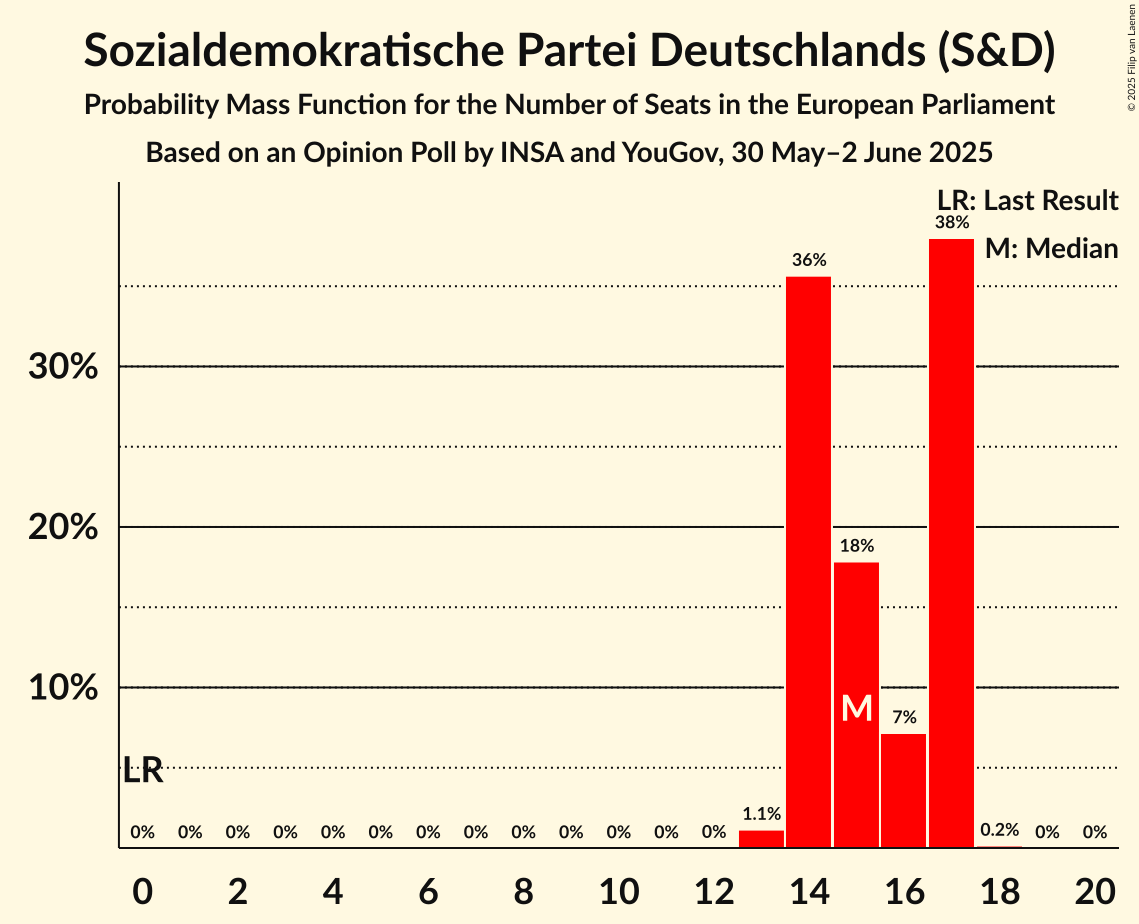 Sozialdemokratische Partei Deutschlands (S&D)
Probability Mass Function for the Number of Seats in the European Parliament
Based on an Opinion Poll by INSA and YouGov, 30 May–2 June 2025
© 2025 Filip van Laenen
LR: Last Result
M: Median
38%
36%
30%
20%
18%
10%
M
7%
LR
1.1%
0% 0% 0% 0% 0% 0% 0% 0% 0% 0% 0% 0% 0% 0.2% 0% 0%
0 2 4 6 8 10 12 14 16 18 20